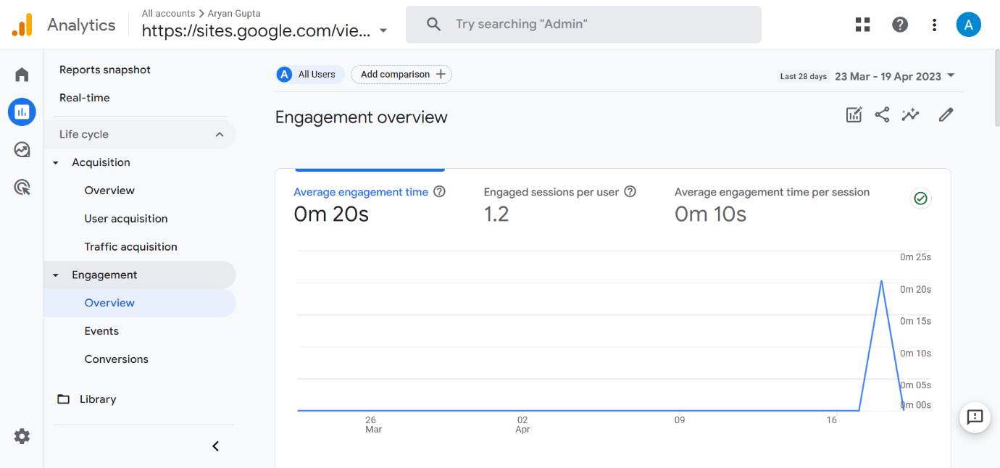 Analytics
All accounts > Aryan Gupta
https://sites.google.com/vie...
Try searching "Admin"
A
Reports snapshot
Real-time
Life cycle
Acquisition
Overview
User acquisition
Traffic acquisition
Engagement
Overview
Events
Conversions
Library
A All Users
Add comparison +
Last 28 days 23 Mar - 19 Apr 2023
Engagement overview
Average engagement time
0m 20s
Engaged sessions per user
1.2
Average engagement time per session
0m 10s
0m 25s
0m 20s
0m 15s
0m 10s
0m 05s
0m 00s
26
Mar
02
Apr
09
16